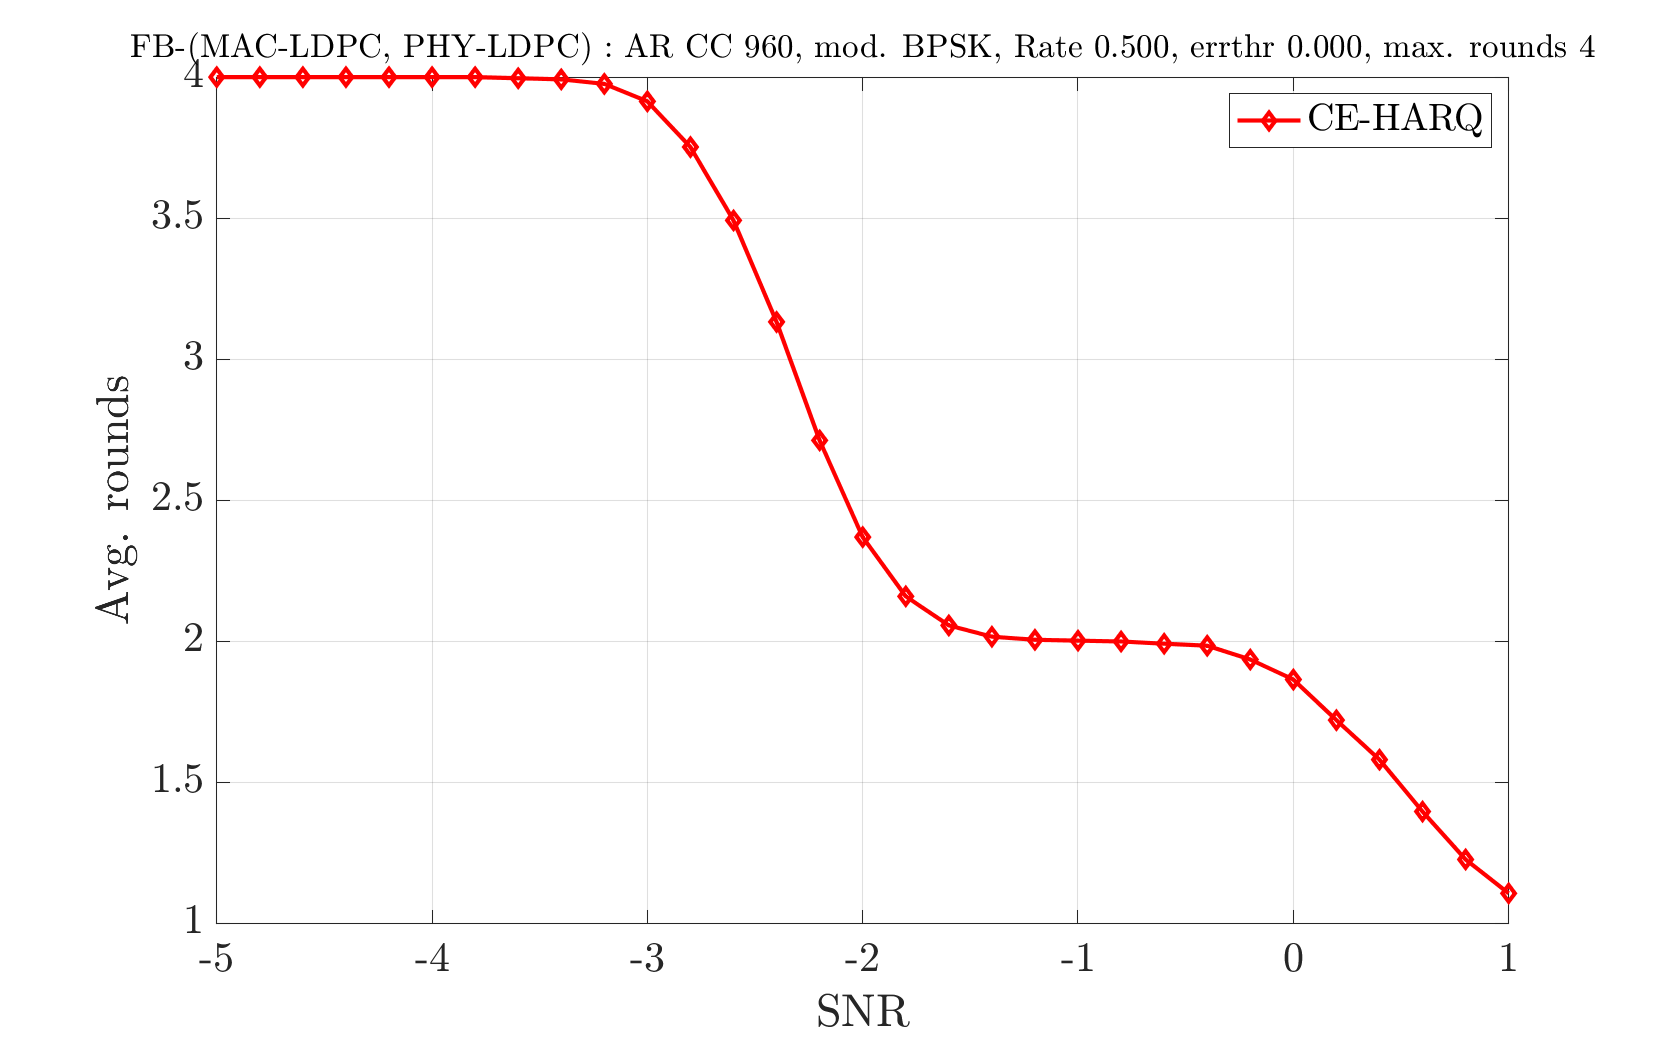 FB-(MAC-LDPC, PHY-LDPC) : AR CC 960, mod. BPSK, Rate 0.500, errthr 0.000, max. rounds 4
CE-HARQ
4
3.5
3
2.5
2
1.5
1
Avg. rounds
-5 -4 -3 -2 -1 0 1
SNR